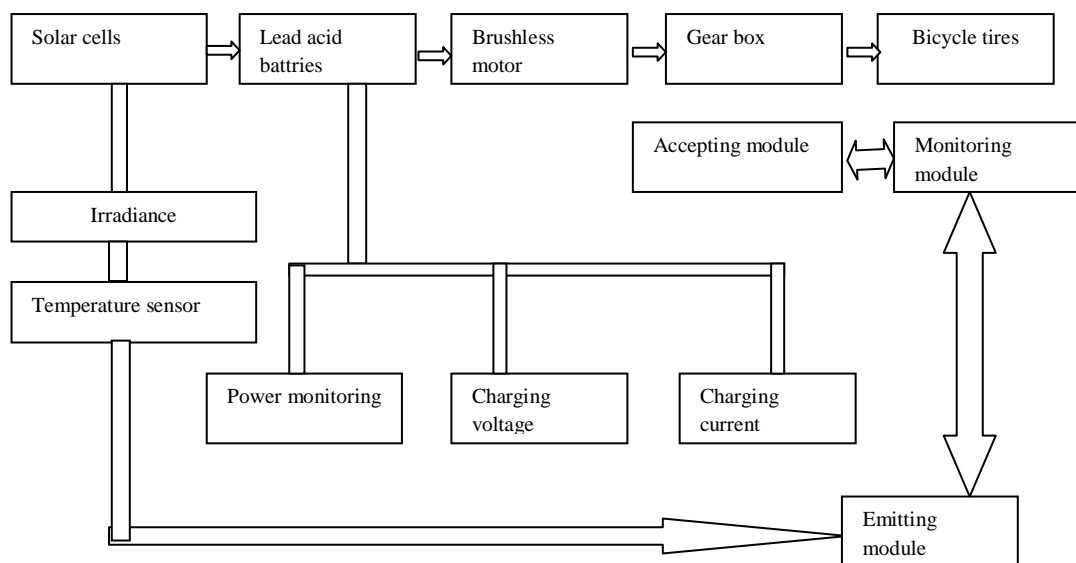 Solar cells
Lead acid
battries
Brushless
motor
Gear box
Bicycle tires
Accepting module
Monitoring
module
Irradiance
Temperature sensor
Power monitoring
Charging
voltage
Charging
current
Emitting
module